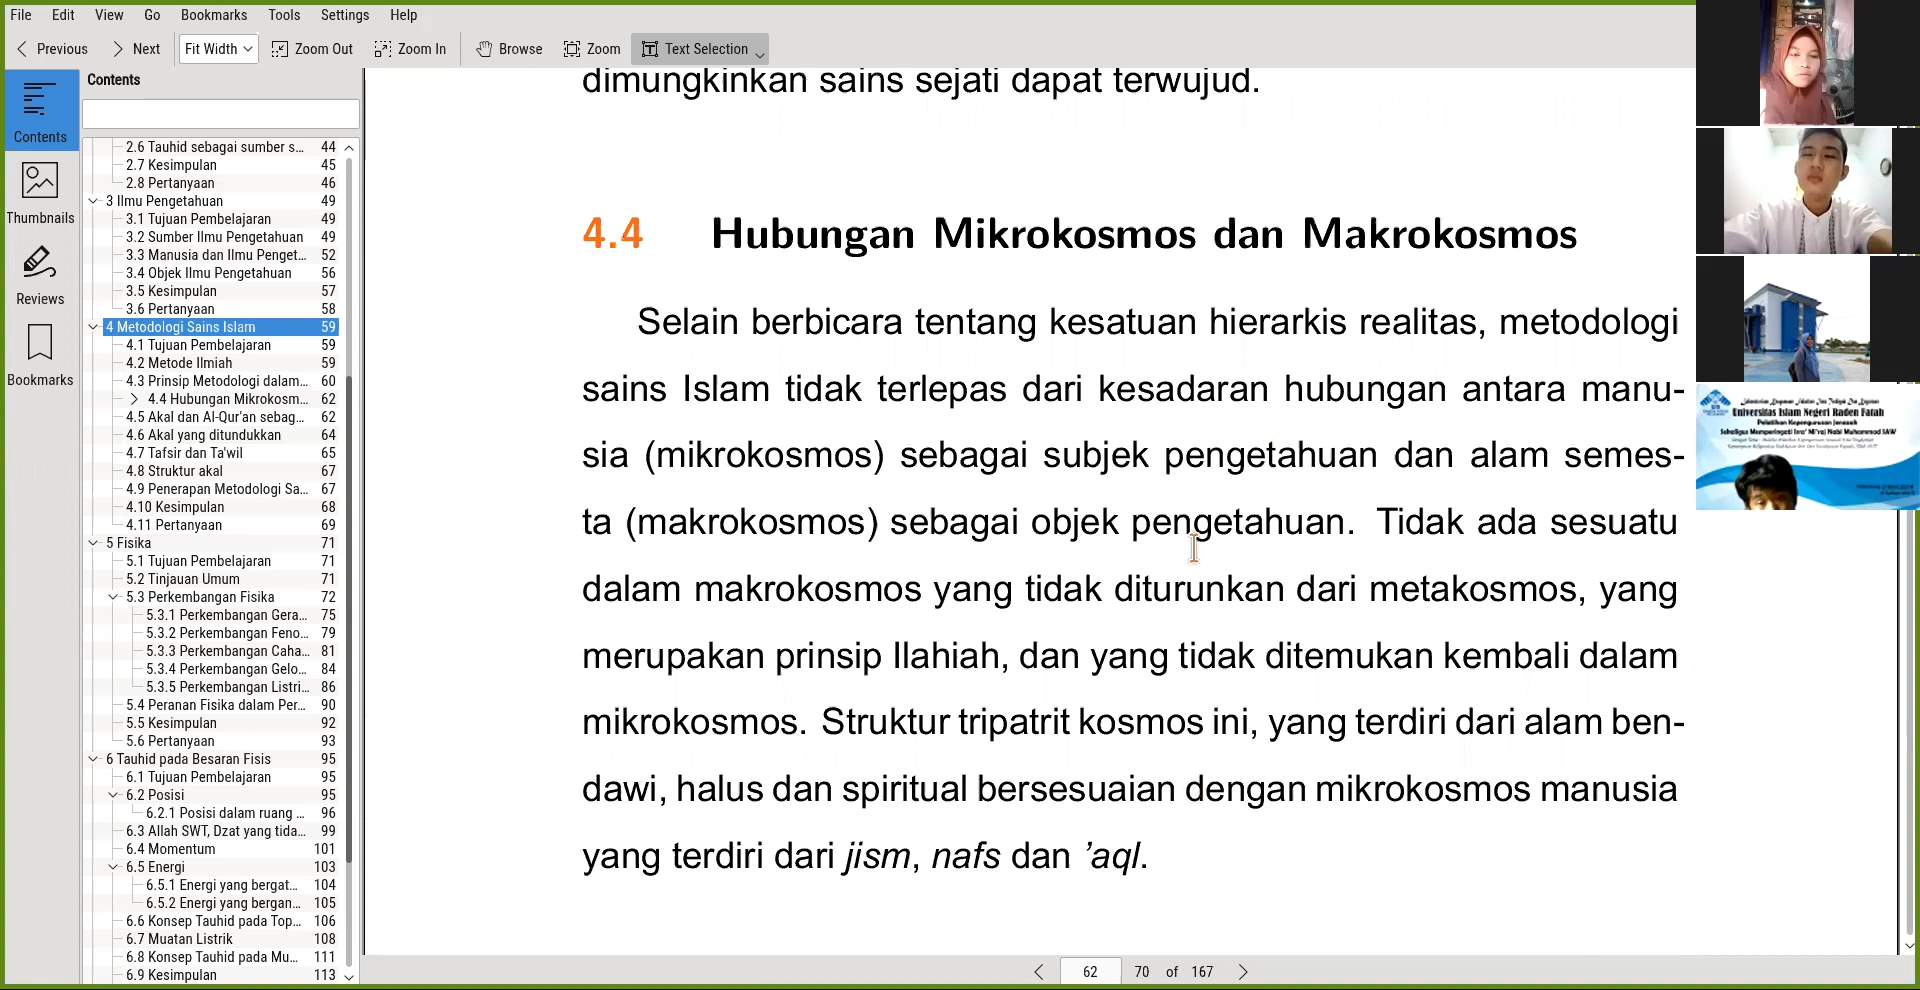 File Edit View Go Bookmarks Tools Settings Help
Previous Next Fit Width Zoom Out Zoom In Browse Zoom Text Selection
Contents
Contents
Thumbnails
Reviews
Bookmarks
2.6 Tauhid sebagai sumber s... 44
2.7 Kesimpulan 45
2.8 Pertanyaan 46
3 Ilmu Pengetahuan 49
3.1 Tujuan Pembelajaran 49
3.2 Sumber Ilmu Pengetahuan 49
3.3 Manusia dan Ilmu Penget... 52
3.4 Objek Ilmu Pengetahuan 56
3.5 Kesimpulan 57
3.6 Pertanyaan 58
4 Metodologi Sains Islam 59
4.1 Tujuan Pembelajaran 59
4.2 Metode Ilmiah 59
4.3 Prinsip Metodologi dalam... 60
4.4 Hubungan Mikrokosm... 62
4.5 Akal dan Al-Qur'an sebag... 62
4.6 Akal yang ditundukkan 64
4.7 Tafsir dan Ta'wil 65
4.8 Struktur akal 67
4.9 Penerapan Metodologi Sa... 67
4.10 Kesimpulan 68
4.11 Pertanyaan 69
5 Fisika 71
5.1 Tujuan Pembelajaran 71
5.2 Tinjauan Umum 71
5.3 Perkembangan Fisika 72
5.3.1 Perkembangan Gera... 75
5.3.2 Perkembangan Feno... 79
5.3.3 Perkembangan Caha... 81
5.3.4 Perkembangan Gelo... 84
5.3.5 Perkembangan Listri... 86
5.4 Peranan Fisika dalam Per... 90
5.5 Kesimpulan 92
5.6 Pertanyaan 93
6 Tauhid pada Besaran Fisis 95
6.1 Tujuan Pembelajaran 95
6.2 Posisi 95
6.2.1 Posisi dalam ruang ... 96
6.3 Allah SWT, Dzat yang tida... 99
6.4 Momentum 101
6.5 Energi 103
6.5.1 Energi yang bergat... 104
6.5.2 Energi yang bergan... 105
6.6 Konsep Tauhid pada Top... 106
6.7 Muatan Listrik 108
6.8 Konsep Tauhid pada Mu... 111
6.9 Kesimpulan 113
dimungkinkan sains sejati dapat terwujud.
4.4 Hubungan Mikrokosmos dan Makrokosmos
Selain berbicara tentang kesatuan hierarkis realitas, metodologi
sains Islam tidak terlepas dari kesadaran hubungan antara manu-
sia (mikrokosmos) sebagai subjek pengetahuan dan alam semes-
ta (makrokosmos) sebagai objek pengetahuan. Tidak ada sesuatu
dalam makrokosmos yang tidak diturunkan dari metakosmos, yang
merupakan prinsip Ilahiah, dan yang tidak ditemukan kembali dalam
mikrokosmos. Struktur tripatrit kosmos ini, yang terdiri dari alam ben-
dawi, halus dan spiritual bersesuaian dengan mikrokosmos manusia
yang terdiri dari jism, nafs dan ’aql.
62 70 of 167
Universitas Islam Negeri Raden Fatah
Pelatihan Kepengurusan Jenazah
Sekaligus Memperingati Isra' Mi'raj Nabi Muhammad SAW